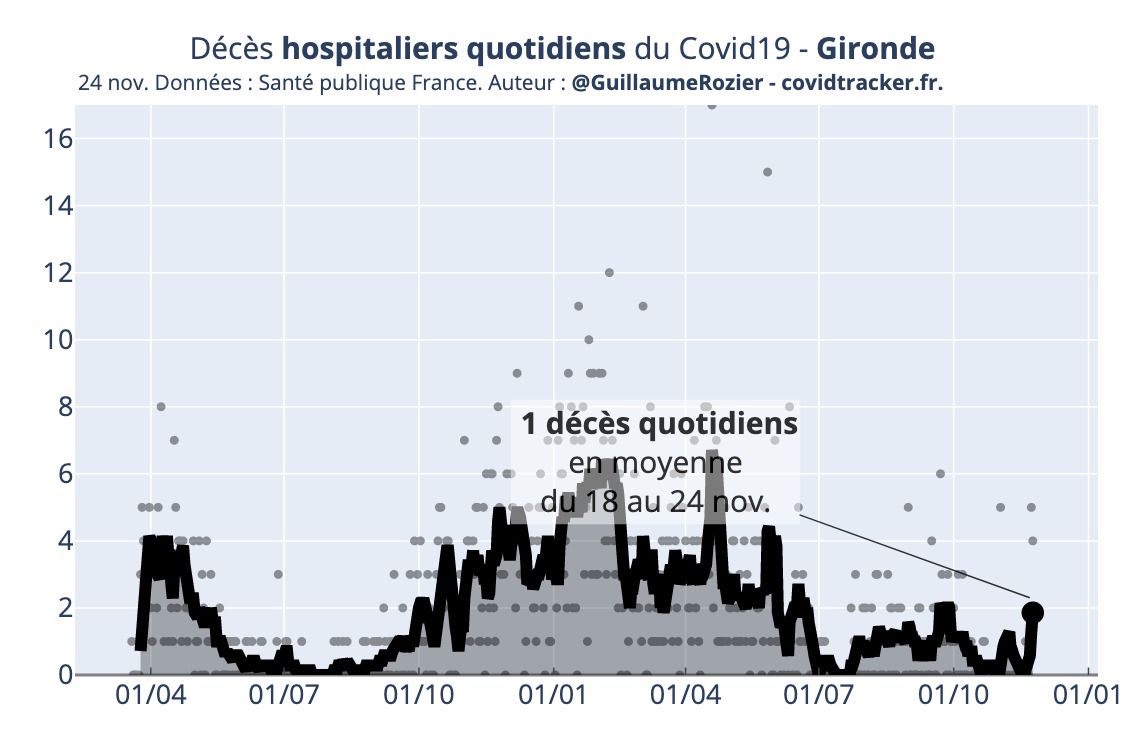 Décès hospitaliers quotidiens du Covid19 - Gironde
24 nov. Données : Santé publique France. Auteur : @GuillaumeRozier - covidtracker.fr.
16
14
12
10
8
6
4
2
0
1 décès quotidiens
en moyenne
du 18 au 24 nov.
01/04 01/07 01/10 01/01 01/04 01/07 01/10 01/01